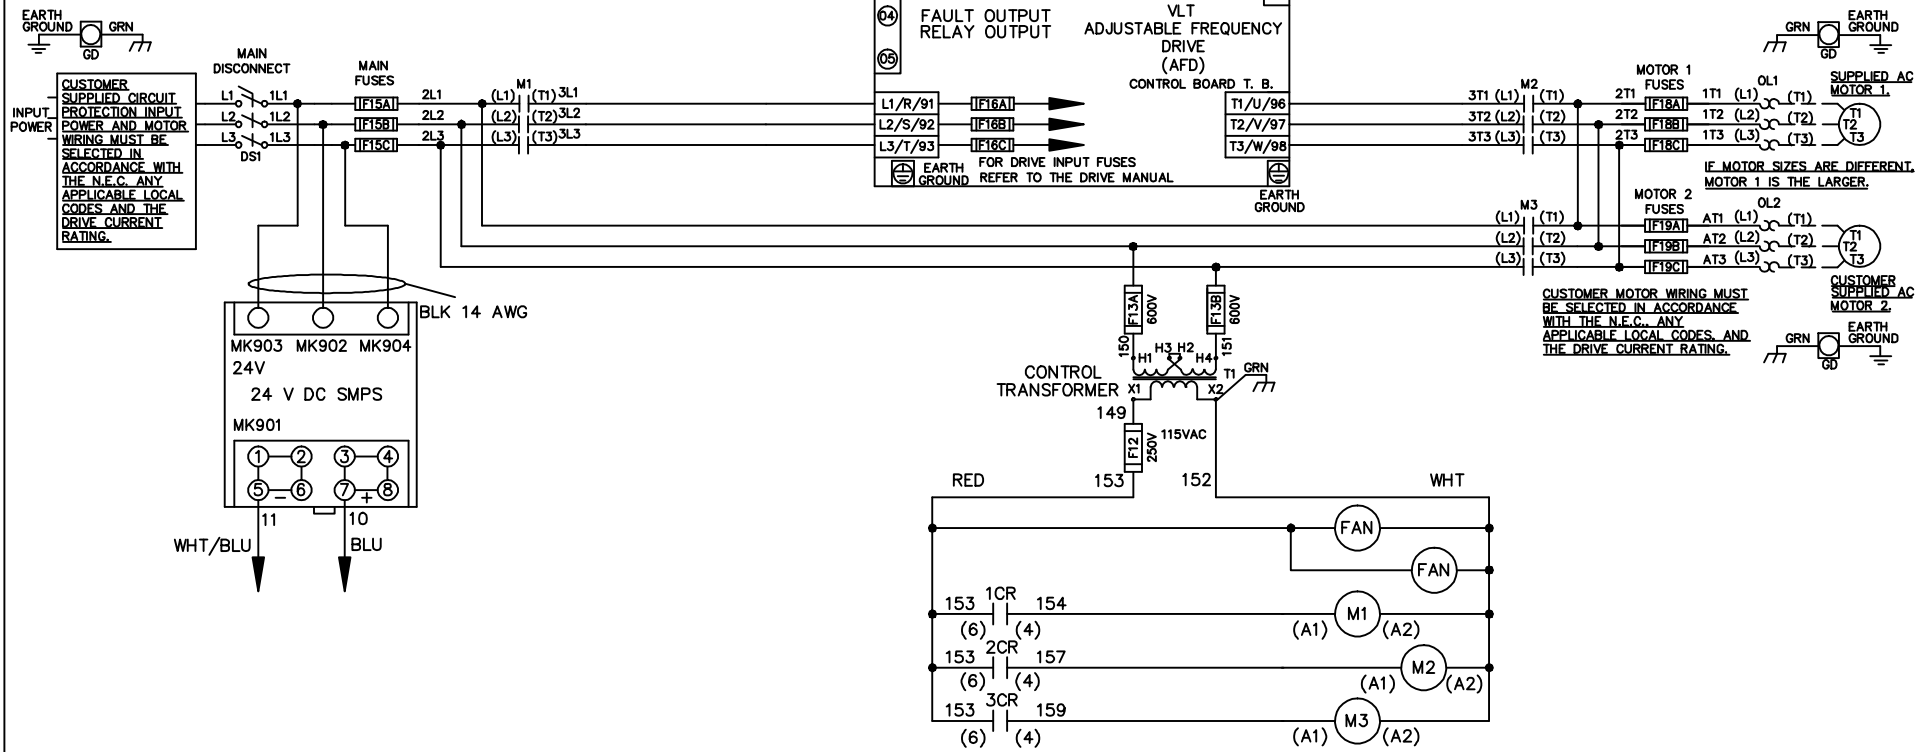 EARTH
GROUND
GRN
GD
04
FAULT OUTPUT
RELAY OUTPUT
05
VLT
ADJUSTABLE FREQUENCY
DRIVE
(AFD)
CONTROL BOARD T. B.
GRN
EARTH
GROUND
GD
MAIN
DISCONNECT
MAIN
FUSES
INPUT
POWER
CUSTOMER
SUPPLIED CIRCUIT
PROTECTION INPUT
POWER AND MOTOR
WIRING MUST BE
SELECTED IN
ACCORDANCE WITH
THE N.E.C. ANY
APPLICABLE LOCAL
CODES AND THE
DRIVE CURRENT
RATING.
L1 1L1 F15A 2L1 (L1) M1 (T1) 3L1
L2 1L2 F15B 2L2 (L2) (T2) 3L2
L3 1L3 F15C 2L3 (L3) (T3) 3L3
DS1
L1/R/91 F16A
L2/S/92 F16B
L3/T/93 F16C
EARTH
GROUND
FOR DRIVE INPUT FUSES
REFER TO THE DRIVE MANUAL
T1/U/96
T2/V/97
T3/W/98
EARTH
GROUND
M2
MOTOR 1
FUSES
OL1
SUPPLIED AC
MOTOR 1.
3T1 (L1) (T1) 2T1 F18A 1T1 (L1) (T1) T1
3T2 (L2) (T2) 2T2 F18B 1T2 (L2) (T2) T2
3T3 (L3) (T3) 2T3 F18C 1T3 (L3) (T3) T3
IF MOTOR SIZES ARE DIFFERENT,
MOTOR 1 IS THE LARGER.
M3
MOTOR 2
FUSES
OL2
(L1) (T1) F19A AT1 (L1) (T1) T1
(L2) (T2) F19B AT2 (L2) (T2) T2
(L3) (T3) F19C AT3 (L3) (T3) T3
CUSTOMER
SUPPLIED AC
MOTOR 2.
CUSTOMER MOTOR WIRING MUST
BE SELECTED IN ACCORDANCE
WITH THE N.E.C., ANY
APPLICABLE LOCAL CODES, AND
THE DRIVE CURRENT RATING.
GRN
EARTH
GROUND
GD
BLK 14 AWG
MK903 MK902 MK904
24V
24 V DC SMPS
MK901
1 2 3 4
5 6 7 8
- +
11 10
WHT/BLU BLU
F13A 600V F13B 600V
150 151
H1 H3 H2 H4
CONTROL
TRANSFORMER
T1
GRN
X1 X2
149
F12 250V
115VAC
RED 153 152 WHT
FAN
FAN
153 1CR 154 M1
(6) (4) (A1) (A2)
153 2CR 157 M2
(6) (4) (A1) (A2)
153 3CR 159 M3
(6) (4) (A1) (A2)